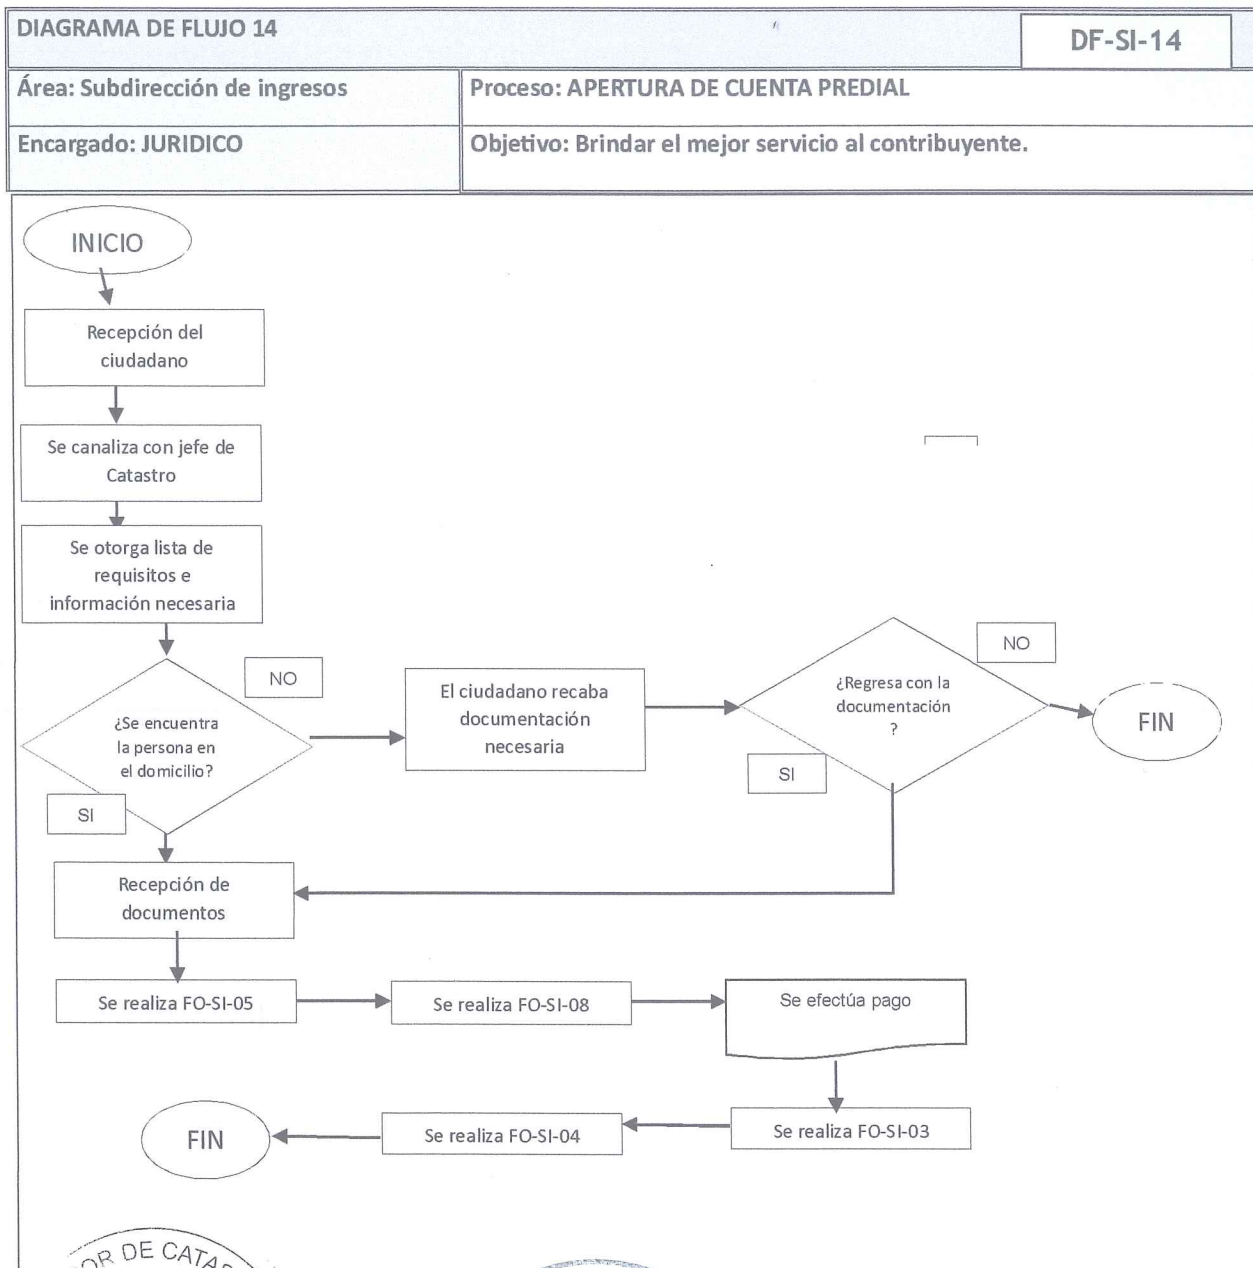 DIAGRAMA DE FLUJO 14
DF-SI-14
Área: Subdirección de ingresos
Proceso: APERTURA DE CUENTA PREDIAL
Encargado: JURIDICO
Objetivo: Brindar el mejor servicio al contribuyente.
INICIO
Recepción del
ciudadano
Se canaliza con jefe de
Catastro
Se otorga lista de
requisitos e
información necesaria
¿Se encuentra
la persona en
el domicilio?
NO
SI
El ciudadano recaba
documentación
necesaria
¿Regresa con la
documentación
?
NO
SI
FIN
Recepción de
documentos
Se realiza FO-SI-05
Se realiza FO-SI-08
Se efectúa pago
Se realiza FO-SI-03
Se realiza FO-SI-04
FIN
DE